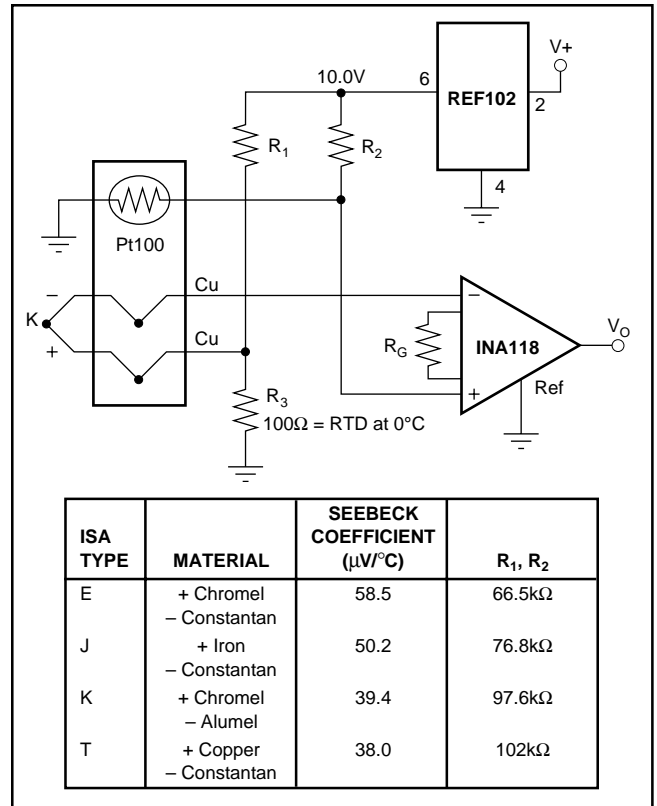 V+
10.0V
6
REF102
2
R1
R2
4
Pt100
Cu
−
K
Cu
+
−
VO
RG
INA118
+
Ref
R3
100Ω = RTD at 0°C
ISA TYPE
MATERIAL
SEEBECK COEFFICIENT (µV/°C)
R1, R2
E
+ Chromel
– Constantan
58.5
66.5kΩ
J
+ Iron
– Constantan
50.2
76.8kΩ
K
+ Chromel
– Alumel
39.4
97.6kΩ
T
+ Copper
– Constantan
38.0
102kΩ